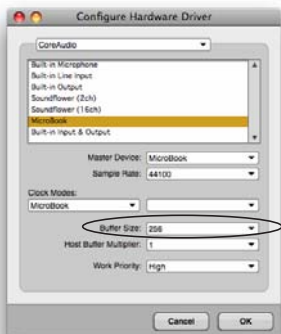 Configure Hardware Driver
CoreAudio
Built-in Microphone
Built-in Line Input
Built-in Output
Soundflower (2ch)
Soundflower (16ch)
MicroBook
Built-in Input & Output
Master Device: MicroBook
Sample Rate: 44100
Clock Modes:
MicroBook
Buffer Size: 256
Host Buffer Multiplier: 1
Work Priority: High
Cancel OK